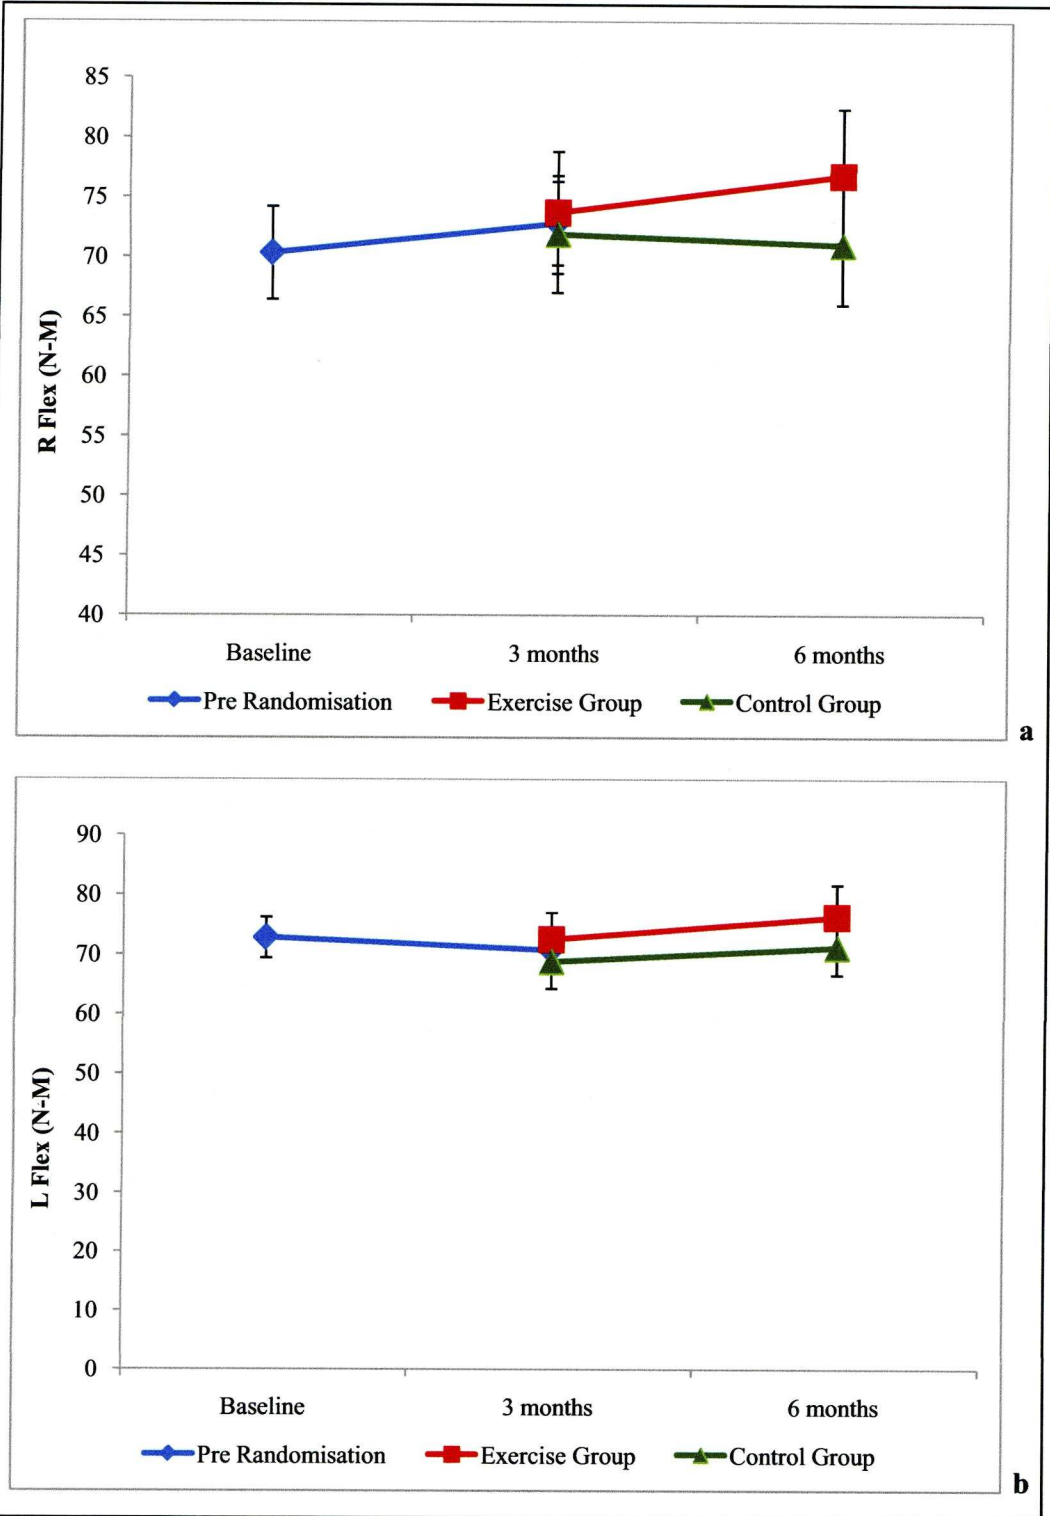 85
80
75
70
65
60
55
50
45
40
R Flex (N-M)
Baseline 3 months 6 months
Pre Randomisation Exercise Group Control Group
a
90
80
70
60
50
40
30
20
10
0
L Flex (N-M)
Baseline 3 months 6 months
Pre Randomisation Exercise Group Control Group
b